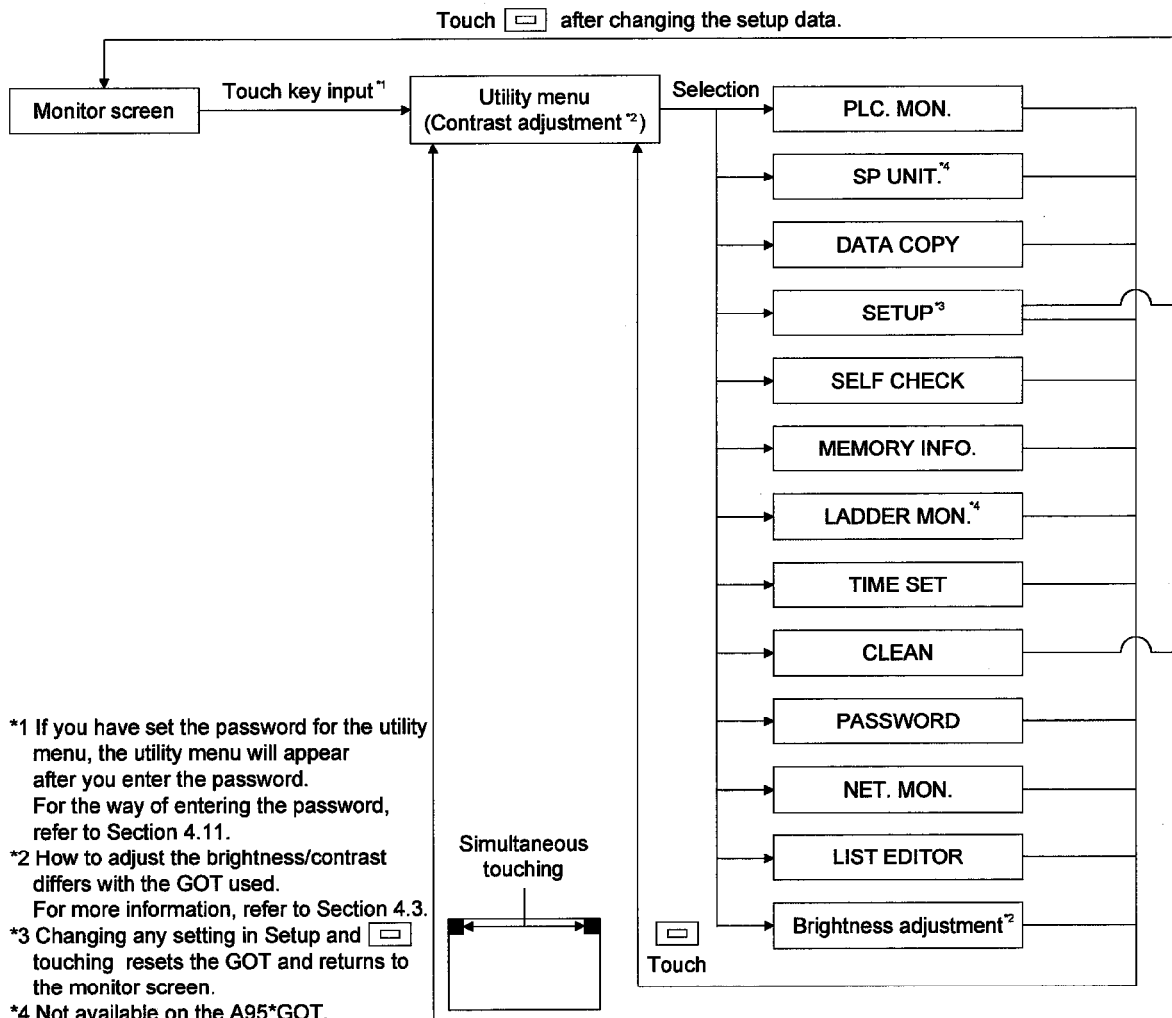 Touch after changing the setup data.
Monitor screen
Touch key input *1
Utility menu
(Contrast adjustment *2)
Selection
PLC. MON.
SP UNIT.*4
DATA COPY
SETUP*3
SELF CHECK
MEMORY INFO.
LADDER MON.*4
TIME SET
CLEAN
PASSWORD
NET. MON.
LIST EDITOR
Brightness adjustment*2
*1 If you have set the password for the utility
menu, the utility menu will appear
after you enter the password.
For the way of entering the password,
refer to Section 4.11.
*2 How to adjust the brightness/contrast
differs with the GOT used.
For more information, refer to Section 4.3.
*3 Changing any setting in Setup and
touching resets the GOT and returns to
the monitor screen.
*4 Not available on the A95*GOT.
Simultaneous
touching
Touch